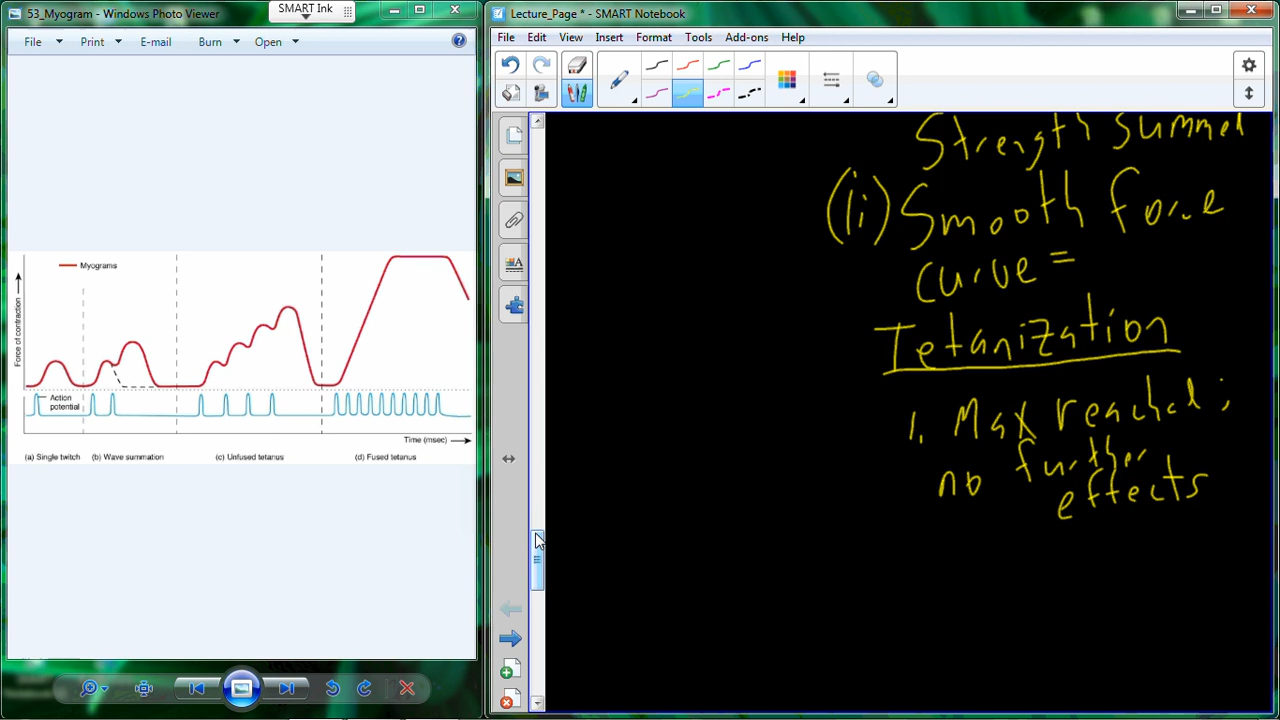 53_Myogram - Windows Photo Viewer
SMART Ink
File Print E-mail Burn Open
Myograms
Force of contraction
Action
potential
Time (msec)
(a) Single twitch (b) Wave summation (c) Unfused tetanus (d) Fused tetanus
Lecture_Page * - SMART Notebook
File Edit View Insert Format Tools Add-ons Help
Strength Summed
(ii) Smooth force
curve =
Tetanization
1. Max reached;
no further
effects